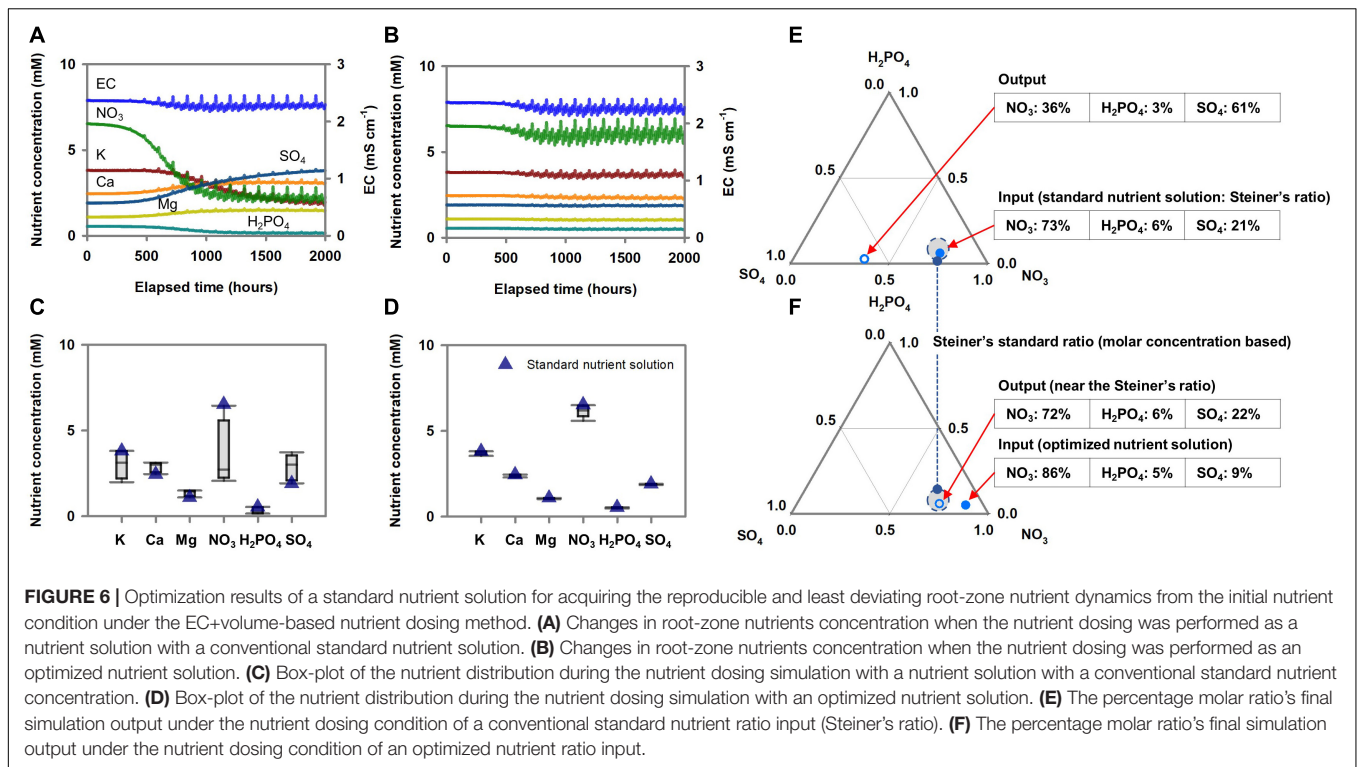 A
Nutrient concentration (mM)
10
5
0
EC
NO₃
K
Ca
Mg
SO₄
H₂PO₄
3
2
1
0
EC (mS cm⁻¹)
0 500 1000 1500 2000
Elapsed time (hours)
B
Nutrient concentration (mM)
10
5
0
3
2
1
0
EC (mS cm⁻¹)
0 500 1000 1500 2000
Elapsed time (hours)
C
Nutrient concentration (mM)
10
5
0
K Ca Mg NO₃ H₂PO₄ SO₄
D
Nutrient concentration (mM)
10
5
0
Standard nutrient solution
K Ca Mg NO₃ H₂PO₄ SO₄
E
H₂PO₄
0.0
1.0
0.5
0.5
1.0
0.0
SO₄
0.0
0.5
1.0
NO₃
Output
NO₃: 36% H₂PO₄: 3% SO₄: 61%
Input (standard nutrient solution: Steiner's ratio)
NO₃: 73% H₂PO₄: 6% SO₄: 21%
F
H₂PO₄
0.0
1.0
0.5
0.5
1.0
0.0
SO₄
0.0
0.5
1.0
NO₃
Steiner's standard ratio (molar concentration based)
Output (near the Steiner's ratio)
NO₃: 72% H₂PO₄: 6% SO₄: 22%
Input (optimized nutrient solution)
NO₃: 86% H₂PO₄: 5% SO₄: 9%
FIGURE 6 | Optimization results of a standard nutrient solution for acquiring the reproducible and least deviating root-zone nutrient dynamics from the initial nutrient
condition under the EC+volume-based nutrient dosing method. (A) Changes in root-zone nutrients concentration when the nutrient dosing was performed as a
nutrient solution with a conventional standard nutrient solution. (B) Changes in root-zone nutrients concentration when the nutrient dosing was performed as an
optimized nutrient solution. (C) Box-plot of the nutrient distribution during the nutrient dosing simulation with a nutrient solution with a conventional standard nutrient
concentration. (D) Box-plot of the nutrient distribution during the nutrient dosing simulation with an optimized nutrient solution. (E) The percentage molar ratio's final
simulation output under the nutrient dosing condition of a conventional standard nutrient ratio input (Steiner's ratio). (F) The percentage molar ratio's final simulation
output under the nutrient dosing condition of an optimized nutrient ratio input.